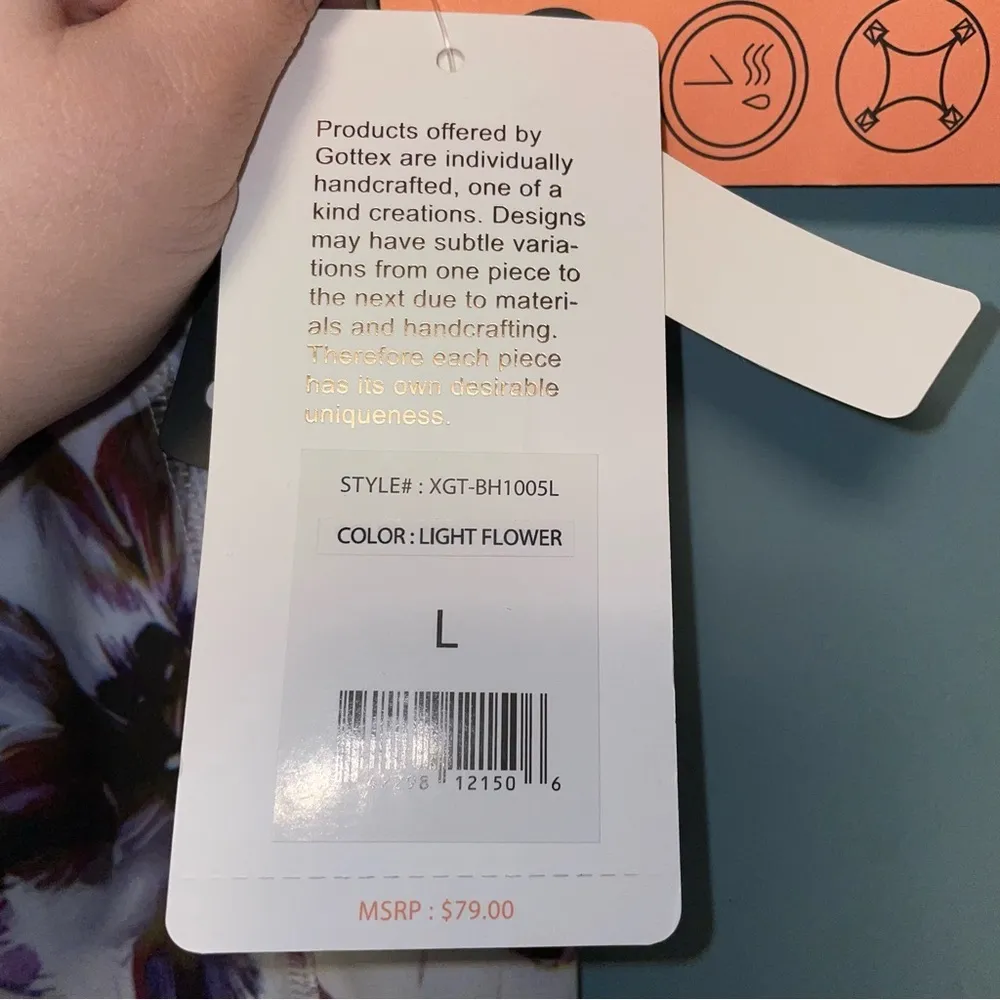 Products offered by
Gottex are individually
handcrafted, one of a
kind creations. Designs
may have subtle varia-
tions from one piece to
the next due to materi-
als and handcrafting.
Therefore each piece
has its own desirable
uniqueness.
STYLE# : XGT-BH1005L
COLOR : LIGHT FLOWER
L
12150 6
MSRP : $79.00